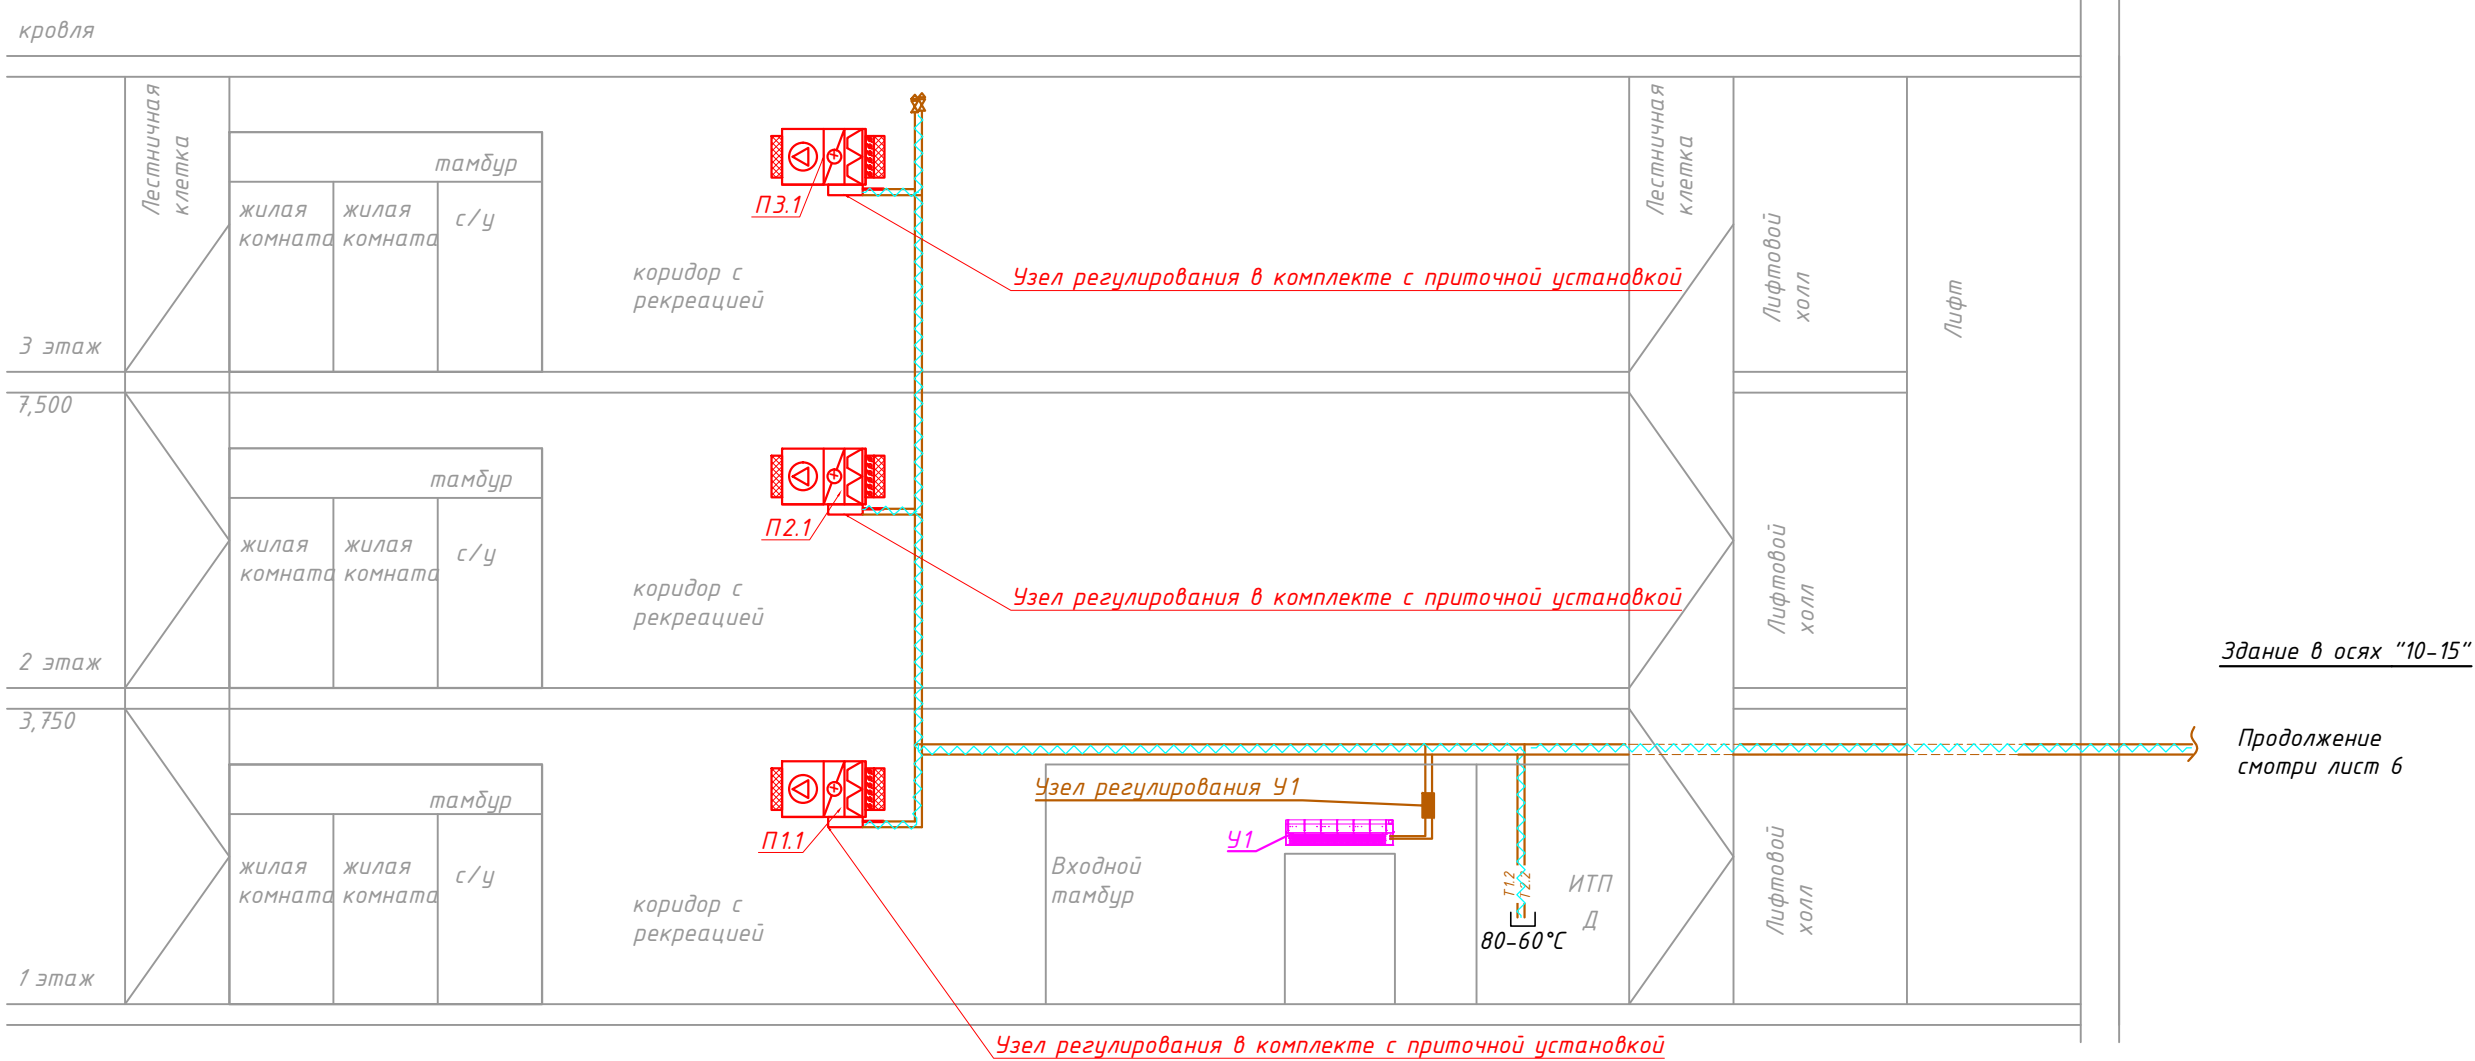 кровля
Лестничная
клетка
тамбур
жилая
комната
жилая
комната
с/у
П3.1
коридор с
рекреацией
Узел регулирования в комплекте с приточной установкой
Лестничная
клетка
Лифтовой
холл
Лифт
3 этаж
7,500
тамбур
жилая
комната
жилая
комната
с/у
П2.1
коридор с
рекреацией
Узел регулирования в комплекте с приточной установкой
Лифтовой
холл
2 этаж
3,750
Здание в осях "10-15"
Продолжение
смотри лист 6
тамбур
жилая
комната
жилая
комната
с/у
П1.1
коридор с
рекреацией
Узел регулирования У1
У1
Входной
тамбур
Т1.2
Т2.2
80-60°С
ИТП
Д
Лифтовой
холл
1 этаж
Узел регулирования в комплекте с приточной установкой